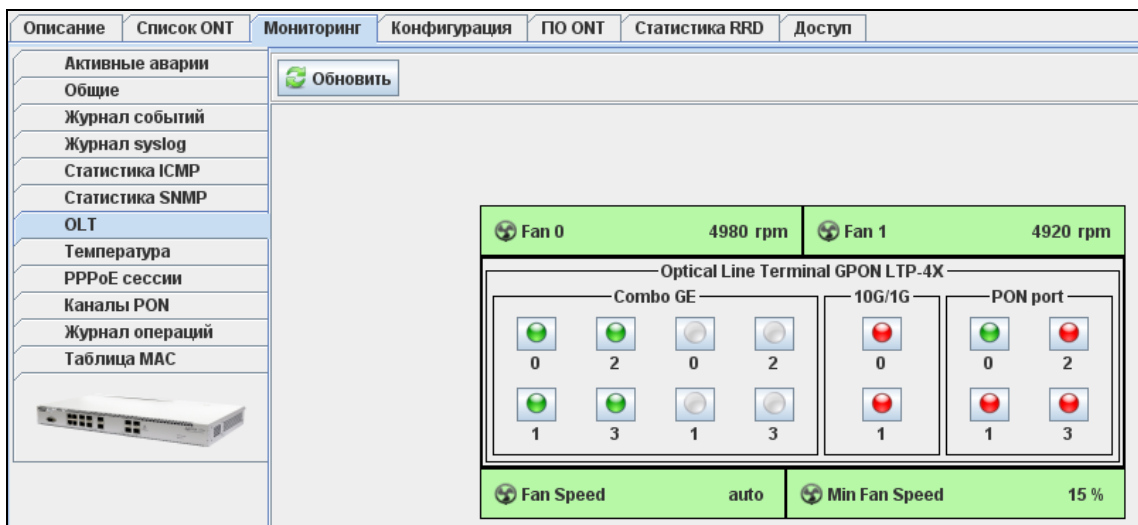 Описание Список ONT Мониторинг Конфигурация ПО ONT Статистика RRD Доступ
Активные аварии
Общие
Журнал событий
Журнал syslog
Статистика ICMP
Статистика SNMP
OLT
Температура
PPPoE сессии
Каналы PON
Журнал операций
Таблица MAC
Обновить
Fan 0 4980 rpm Fan 1 4920 rpm
Optical Line Terminal GPON LTP-4X
Combo GE 10G/1G PON port
0 2 0 2 0 0 2
1 3 1 3 1 1 3
Fan Speed auto Min Fan Speed 15 %